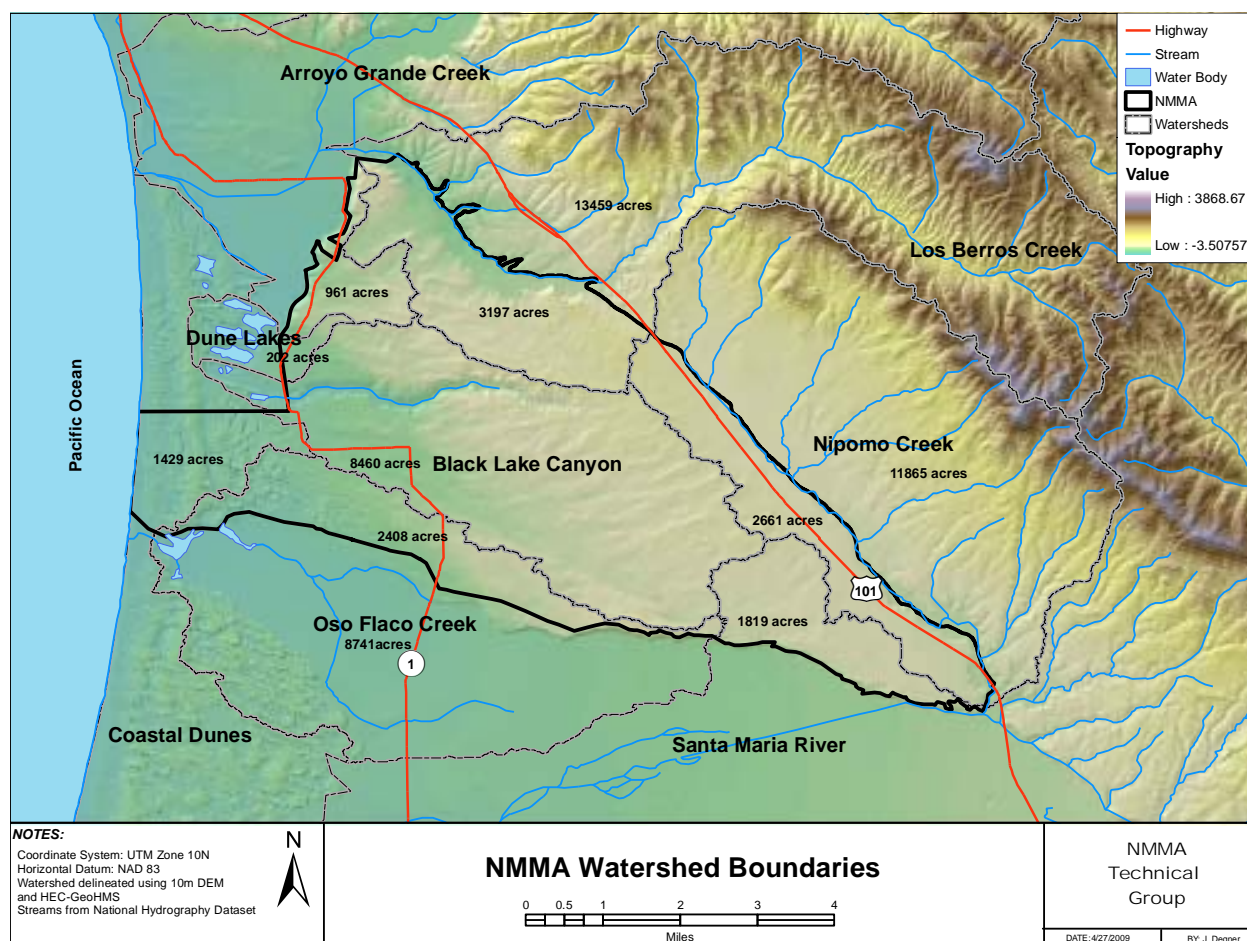 Highway
Stream
Water Body
NMMA
Watersheds
Topography
Value
High : 3868.67
Low : -3.50757
Arroyo Grande Creek
13459 acres
Los Berros Creek
961 acres
3197 acres
Dune Lakes
202 acres
Pacific Ocean
Nipomo Creek
11865 acres
1429 acres
8460 acres
Black Lake Canyon
2661 acres
2408 acres
101
1819 acres
Oso Flaco Creek
8741acres
1
Coastal Dunes
Santa Maria River
NOTES:
Coordinate System: UTM Zone 10N
Horizontal Datum: NAD 83
Watershed delineated using 10m DEM
and HEC-GeoHMS
Streams from National Hydrography Dataset
N
NMMA Watershed Boundaries
0 0.5 1 2 3 4
Miles
NMMA
Technical
Group
DATE:4/27/2009
BY: J. Degner